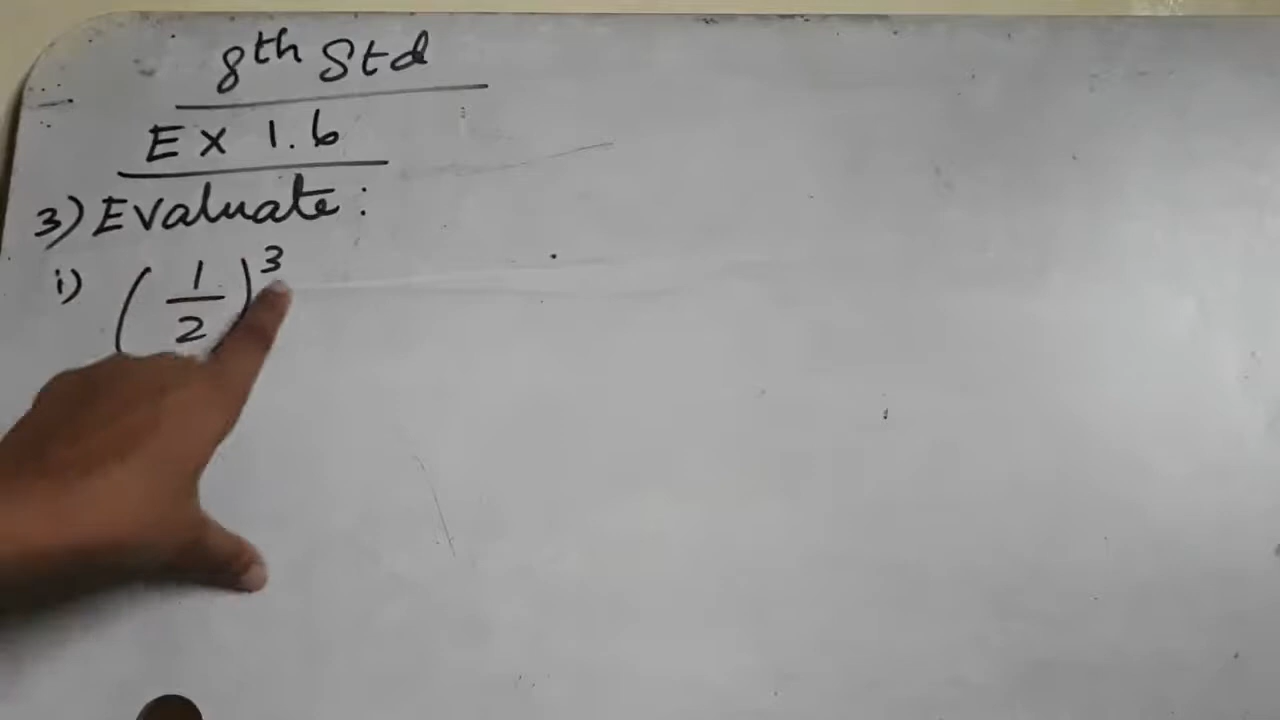 8th Std
Ex 1.6
3) Evaluate:
i) (1/2)³